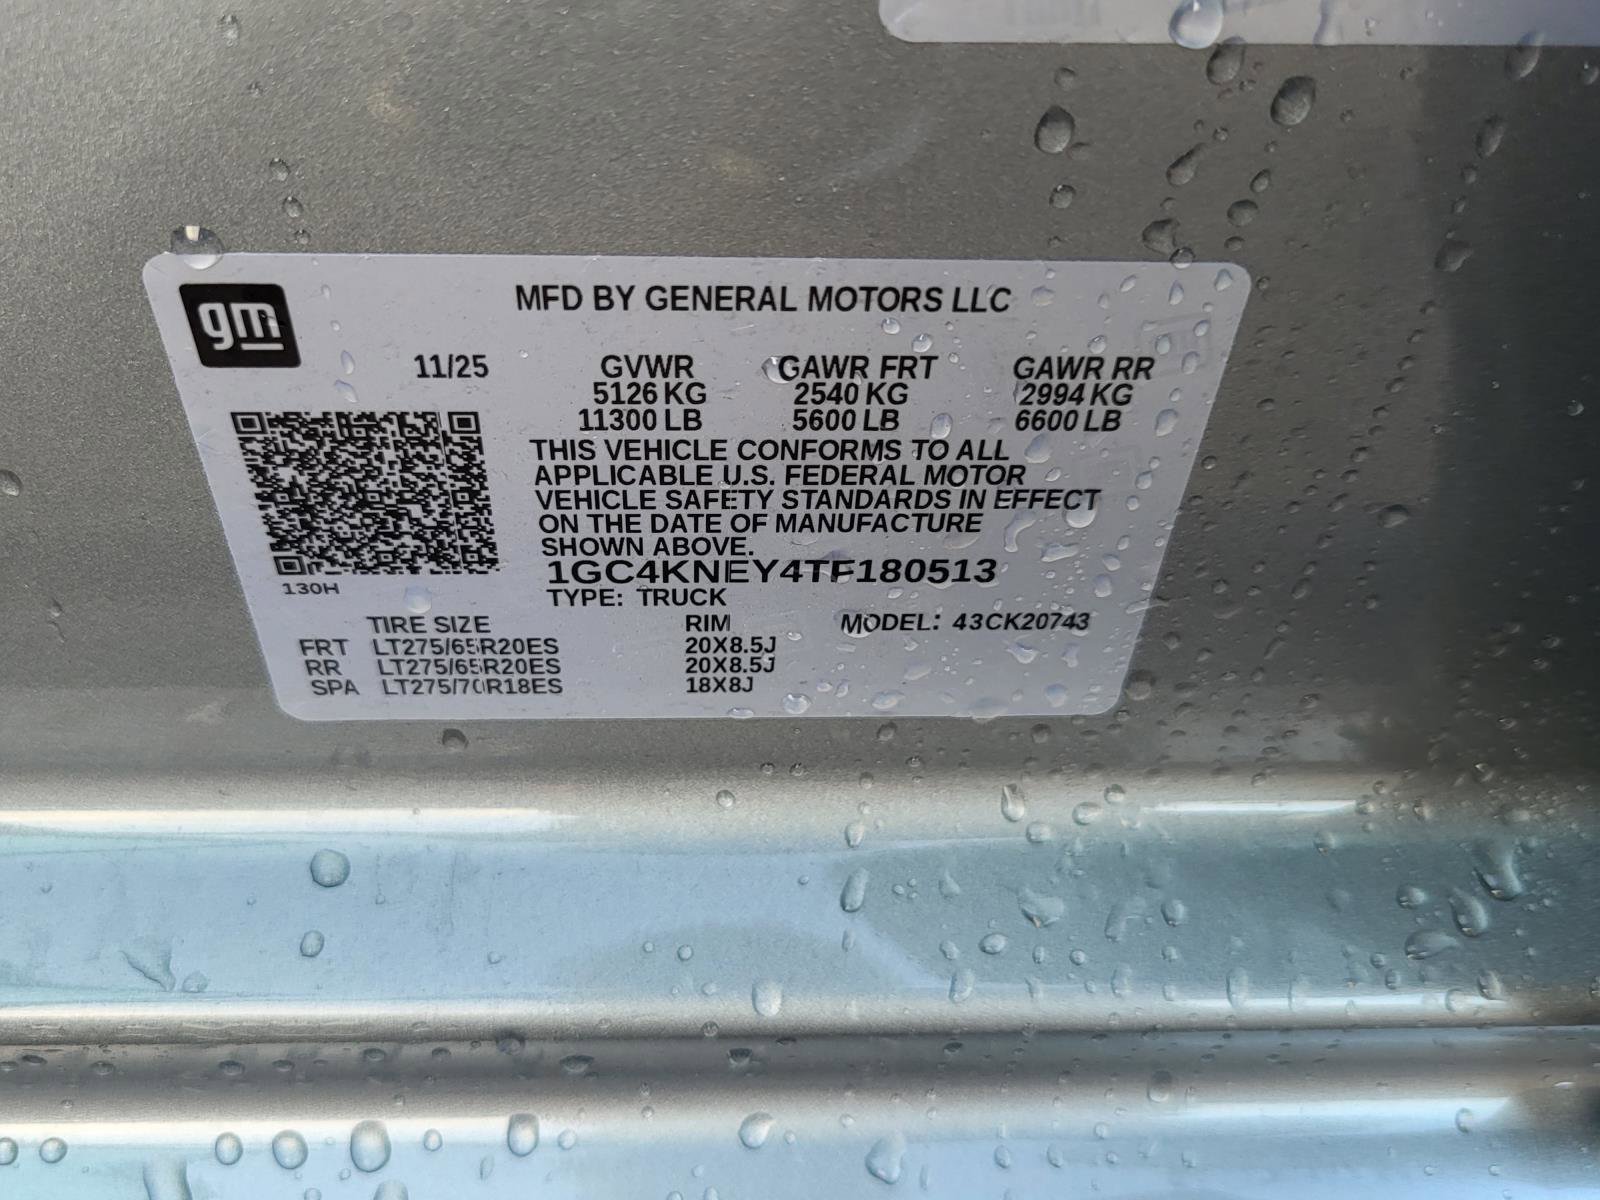 gm
MFD BY GENERAL MOTORS LLC
11/25 GVWR GAWR FRT GAWR RR
5126 KG 2540 KG 2994 KG
11300 LB 5600 LB 6600 LB
THIS VEHICLE CONFORMS TO ALL
APPLICABLE U.S. FEDERAL MOTOR
VEHICLE SAFETY STANDARDS IN EFFECT
ON THE DATE OF MANUFACTURE
SHOWN ABOVE.
1GC4KNEY4TF180513
130H
TYPE: TRUCK
TIRE SIZE RIM MODEL: 43CK20743
FRT LT275/65R20ES 20X8.5J
RR LT275/65R20ES 20X8.5J
SPA LT275/70R18ES 18X8J